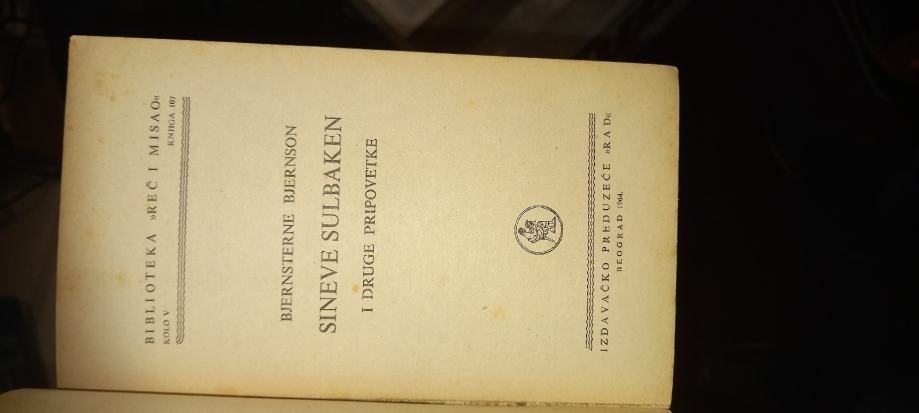 BIBLIOTEKA »REČ I MISAO«
KOLO V
KNJIGA 107
BJERNSTERNE BJERNSON
SINEVE SULBAKEN
I DRUGE PRIPOVETKE
IZDAVAČKO PREDUZEĆE »RAD«
BEOGRAD 1964.